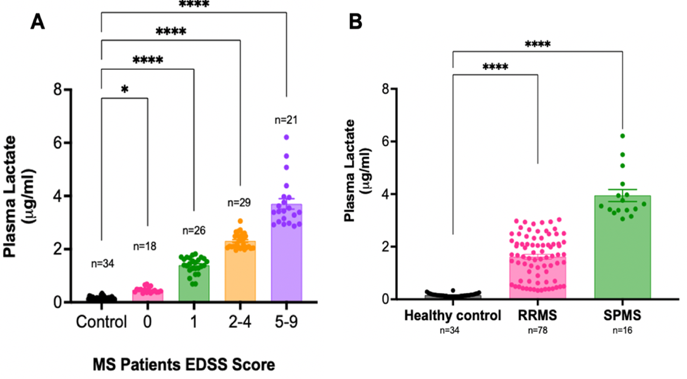 A
****
****
****
*
Plasma Lactate
(µg/ml)
8
6
4
2
0
n=34
n=18
n=26
n=29
n=21
Control 0 1 2-4 5-9
MS Patients EDSS Score
B
****
****
Plasma Lactate
(µg/ml)
8
6
4
2
0
Healthy control RRMS SPMS
n=34 n=78 n=16